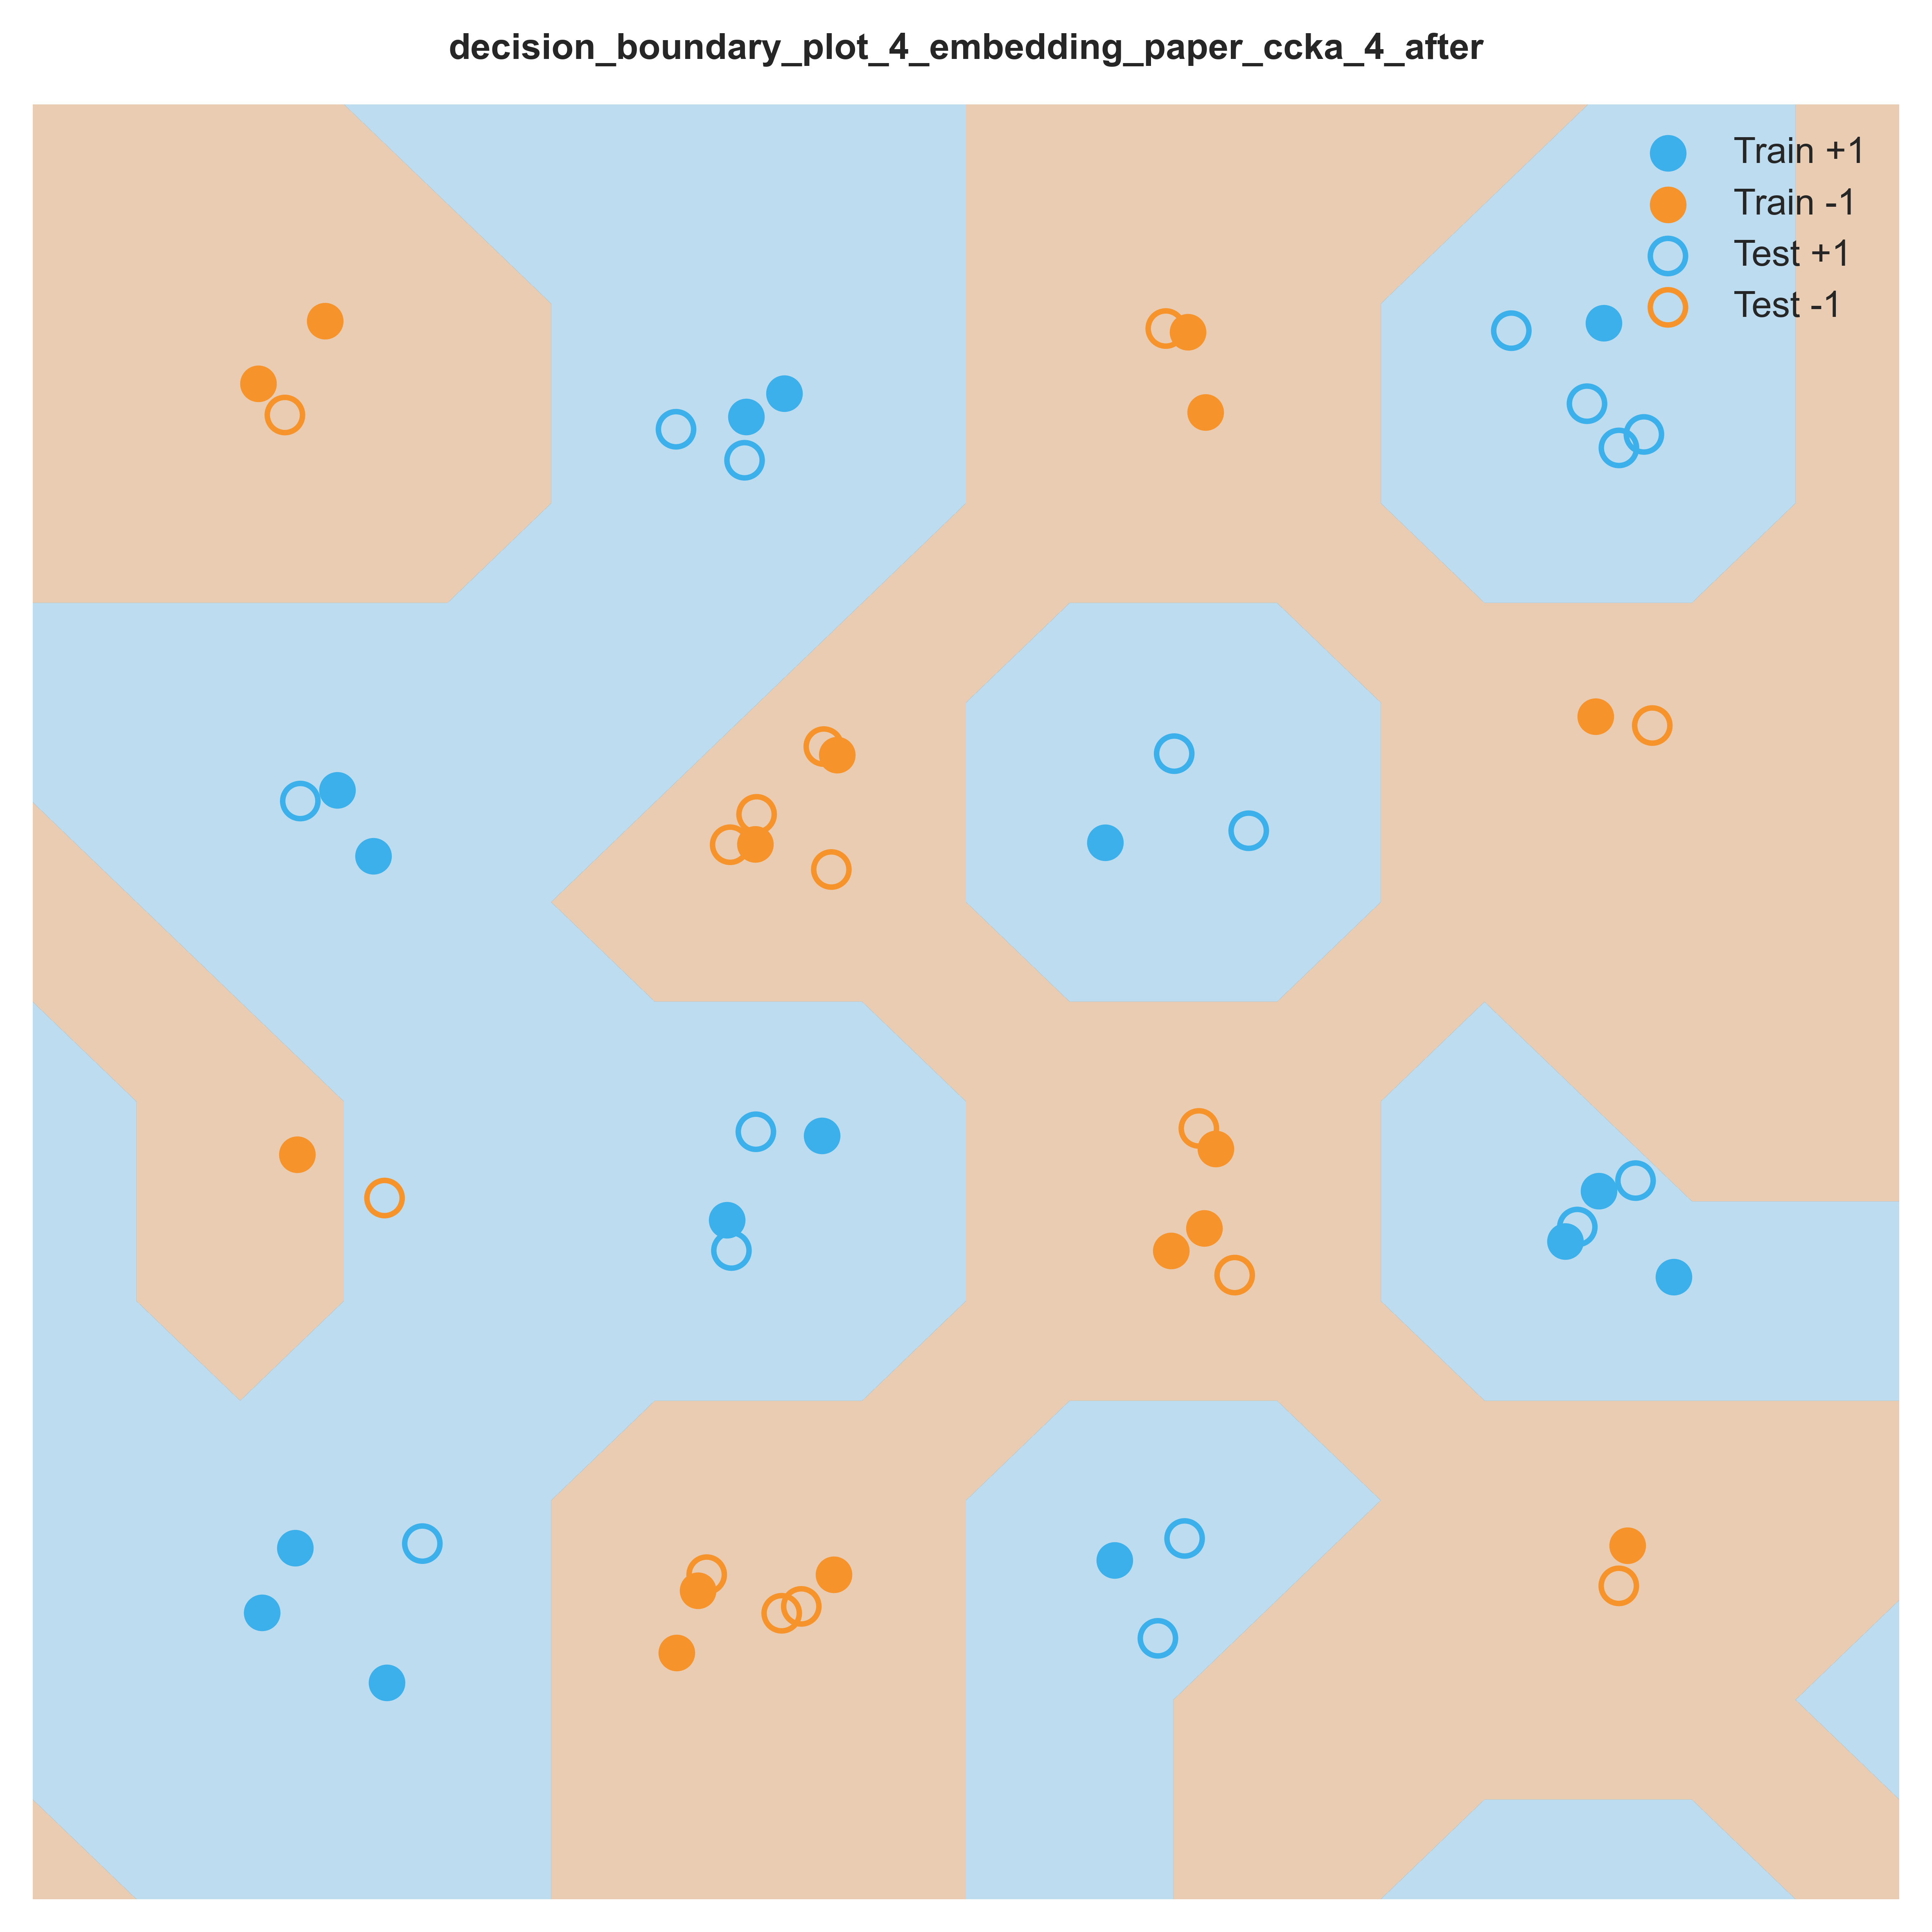 decision_boundary_plot_4_embedding_paper_ccka_4_after
Train +1
Train -1
Test +1
Test -1